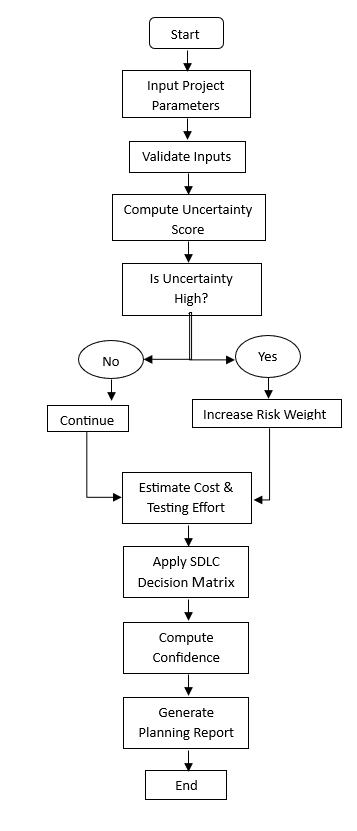 Start
Input Project
Parameters
Validate Inputs
Compute Uncertainty
Score
Is Uncertainty
High?
No
Yes
Continue
Increase Risk Weight
Estimate Cost &
Testing Effort
Apply SDLC
Decision Matrix
Compute
Confidence
Generate
Planning Report
End